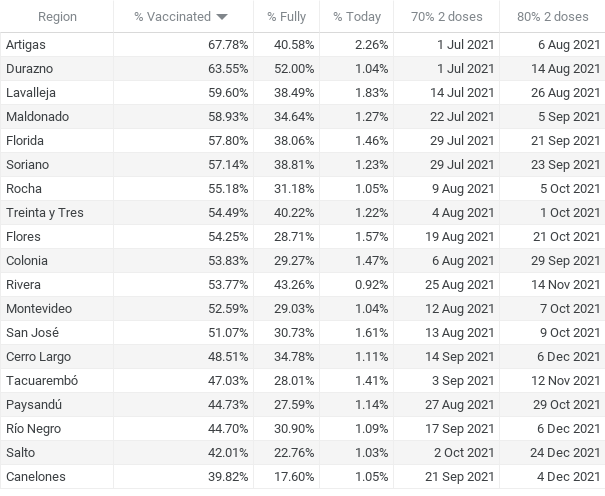 Region % Vaccinated % Fully % Today 70% 2 doses 80% 2 doses
Artigas 67.78% 40.58% 2.26% 1 Jul 2021 6 Aug 2021
Durazno 63.55% 52.00% 1.04% 1 Jul 2021 14 Aug 2021
Lavalleja 59.60% 38.49% 1.83% 14 Jul 2021 26 Aug 2021
Maldonado 58.93% 34.64% 1.27% 22 Jul 2021 5 Sep 2021
Florida 57.80% 38.06% 1.46% 29 Jul 2021 21 Sep 2021
Soriano 57.14% 38.81% 1.23% 29 Jul 2021 23 Sep 2021
Rocha 55.18% 31.18% 1.05% 9 Aug 2021 5 Oct 2021
Treinta y Tres 54.49% 40.22% 1.22% 4 Aug 2021 1 Oct 2021
Flores 54.25% 28.71% 1.57% 19 Aug 2021 21 Oct 2021
Colonia 53.83% 29.27% 1.47% 6 Aug 2021 29 Sep 2021
Rivera 53.77% 43.26% 0.92% 25 Aug 2021 14 Nov 2021
Montevideo 52.59% 29.03% 1.04% 12 Aug 2021 7 Oct 2021
San José 51.07% 30.73% 1.61% 13 Aug 2021 9 Oct 2021
Cerro Largo 48.51% 34.78% 1.11% 14 Sep 2021 6 Dec 2021
Tacuarembó 47.03% 28.01% 1.41% 3 Sep 2021 12 Nov 2021
Paysandú 44.73% 27.59% 1.14% 27 Aug 2021 29 Oct 2021
Río Negro 44.70% 30.90% 1.09% 17 Sep 2021 6 Dec 2021
Salto 42.01% 22.76% 1.03% 2 Oct 2021 24 Dec 2021
Canelones 39.82% 17.60% 1.05% 21 Sep 2021 4 Dec 2021